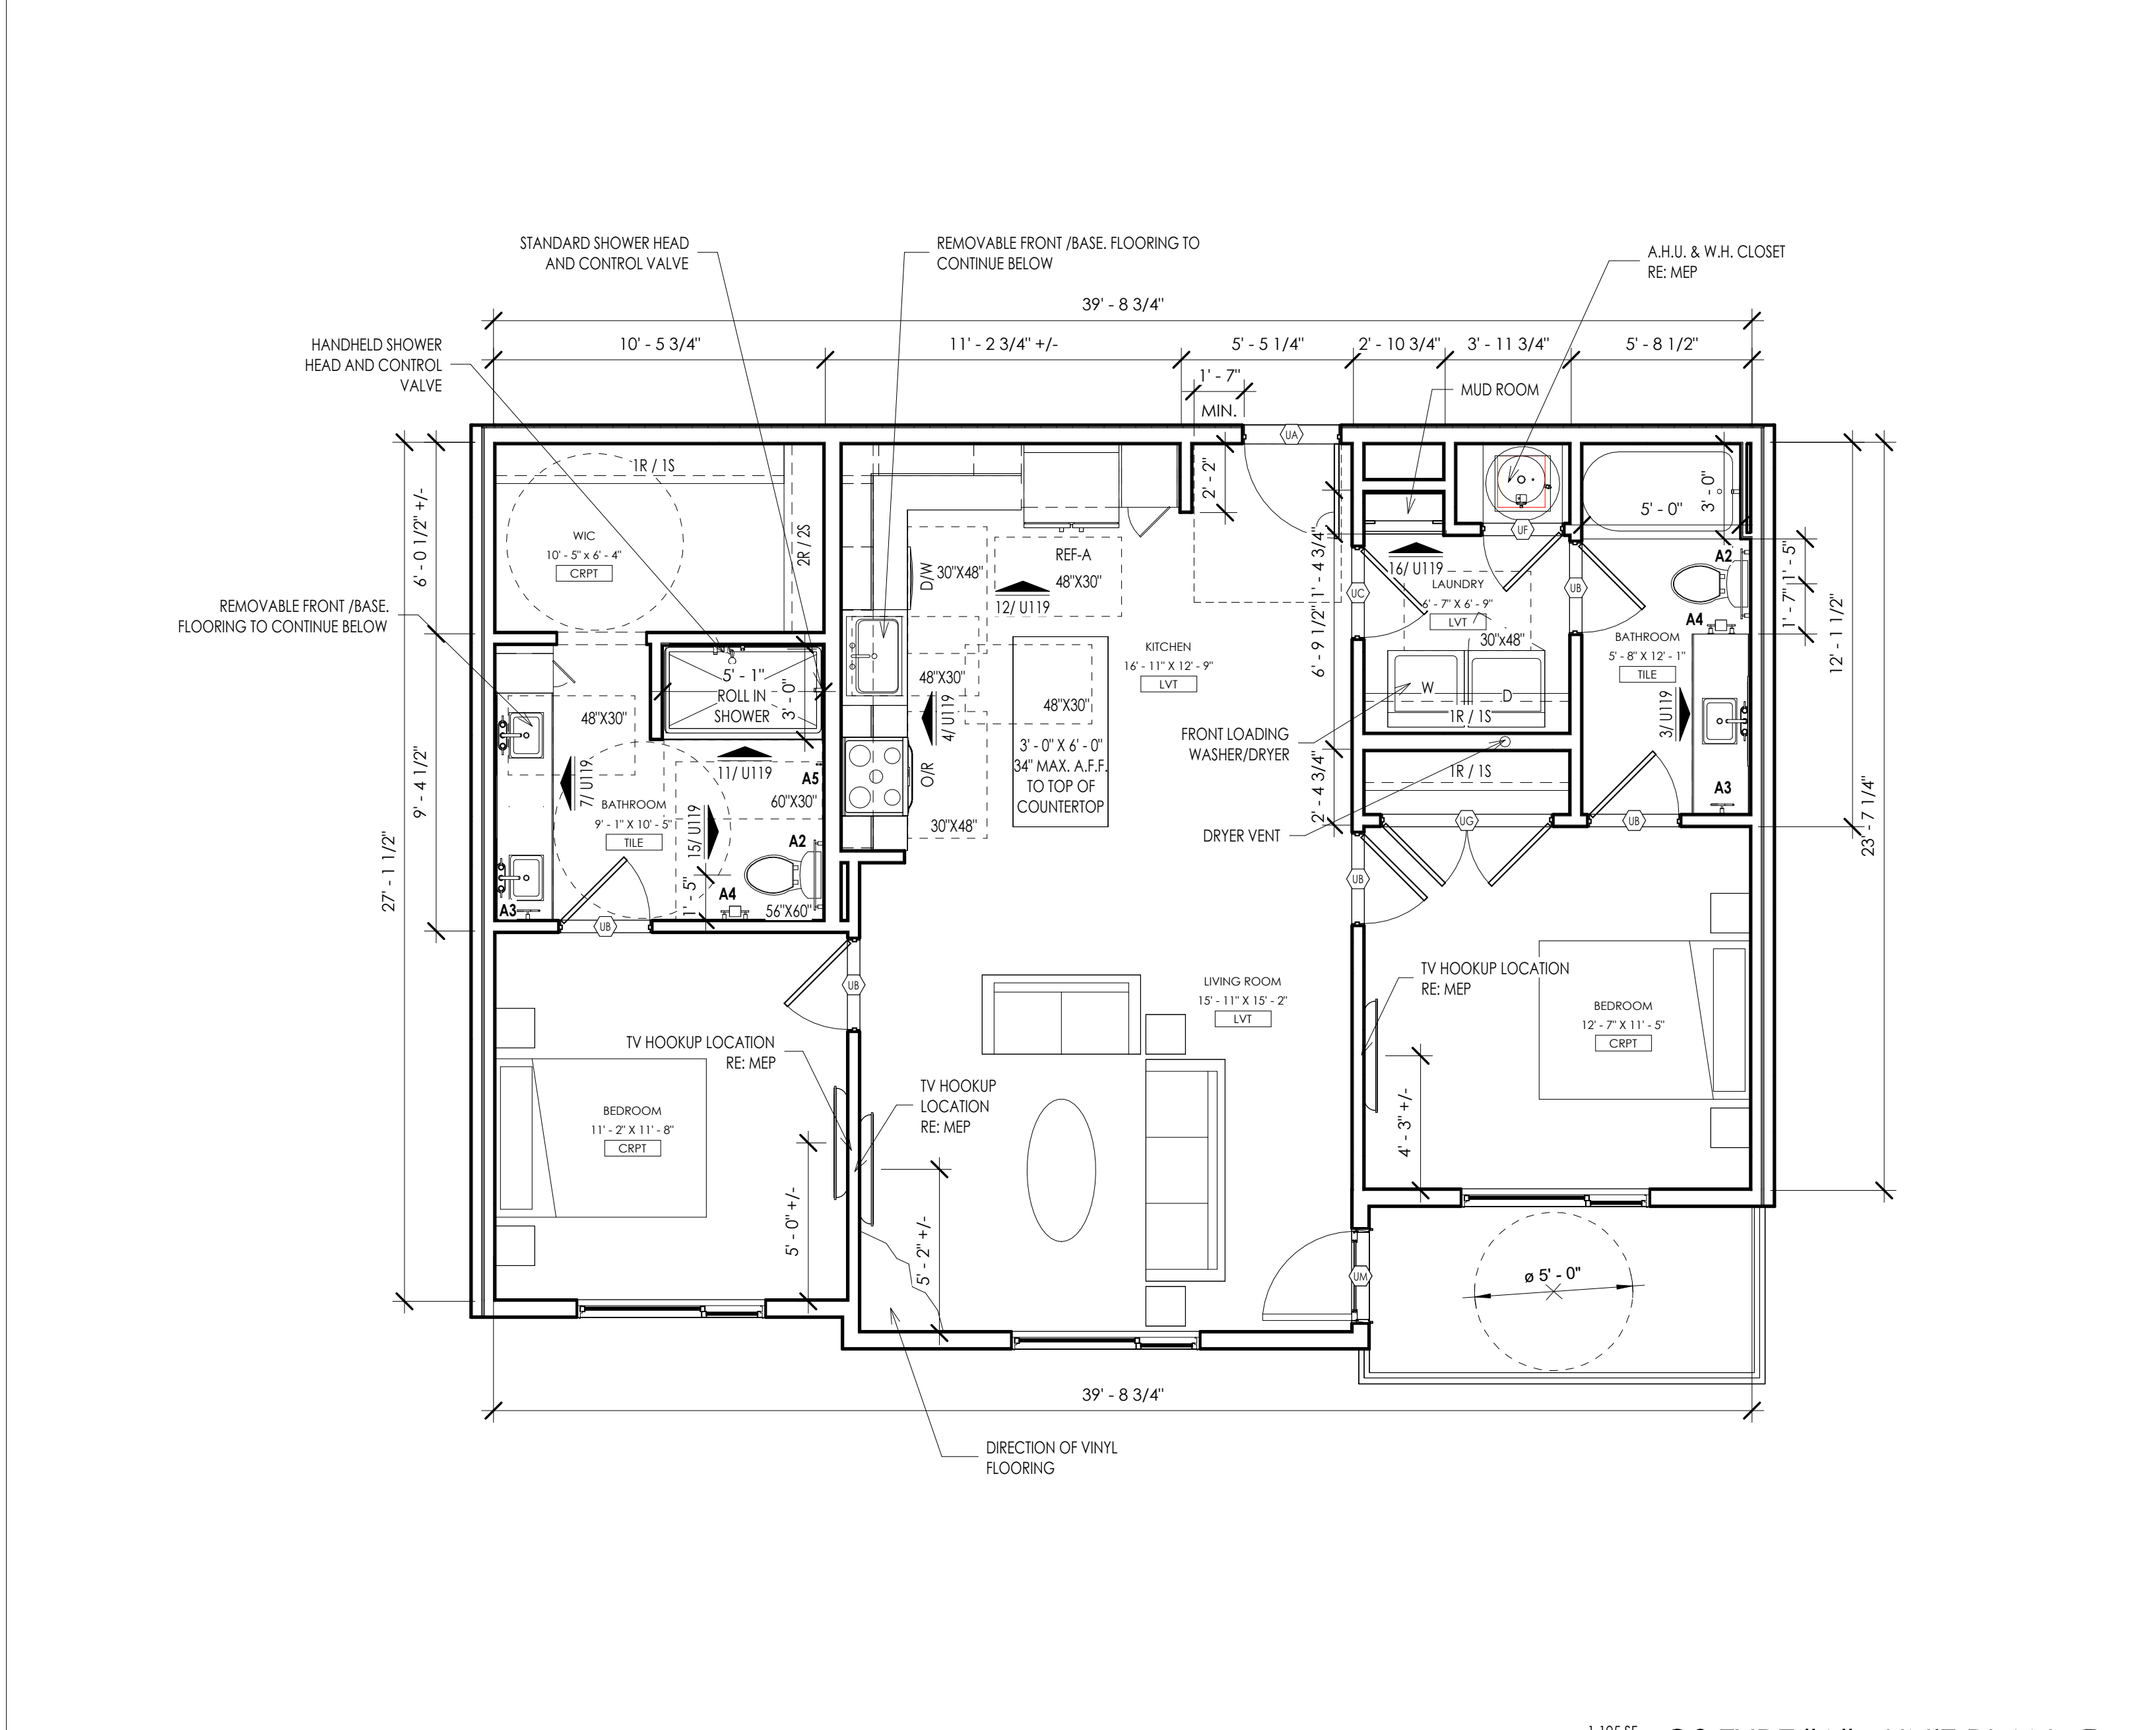 STANDARD SHOWER HEAD
AND CONTROL VALVE
REMOVABLE FRONT /BASE. FLOORING TO
CONTINUE BELOW
A.H.U. & W.H. CLOSET
RE: MEP
39' - 8 3/4"
HANDHELD SHOWER
HEAD AND CONTROL
VALVE
10' - 5 3/4"
11' - 2 3/4" +/-
5' - 5 1/4"
2' - 10 3/4"
3' - 11 3/4"
5' - 8 1/2"
1' - 7"
MIN.
MUD ROOM
UA
1R / 1S
2' - 2"
5' - 0"
3' - 0"
6' - 0 1/2" +/-
WIC
10' - 5" x 6' - 4"
CRPT
2R / 2S
D/W
30"X48"
REF-A
48"X30"
12/ U119
1' - 4 3/4"
UF
16/ U119
LAUNDRY
6' - 7" X 6' - 9"
LVT
30"x48"
UC
UB
A2
1' - 5"
1' - 7"
A4
BATHROOM
5' - 8" X 12' - 1"
TILE
12' - 1 1/2"
REMOVABLE FRONT /BASE.
FLOORING TO CONTINUE BELOW
5' - 1"
ROLL IN
SHOWER
3' - 0"
48"X30"
48"X30"
4/ U119
48"X30"
KITCHEN
16' - 11" X 12' - 9"
LVT
6' - 9 1/2"
W
D
1R / 1S
3/ U119
FRONT LOADING
WASHER/DRYER
3' - 0" X 6' - 0"
34" MAX. A.F.F.
TO TOP OF
COUNTERTOP
7/ U119
11/ U119
A5
60"X30"
O/R
30"X48"
9' - 4 1/2"
BATHROOM
9' - 1" X 10' - 5"
TILE
15/ U119
A2
A4
1' - 5"
56"X60"
A3
UB
2' - 4 3/4"
1R / 1S
DRYER VENT
UG
UB
A3
23' - 7 1/4"
27' - 1 1/2"
UB
UB
TV HOOKUP LOCATION
RE: MEP
LIVING ROOM
15' - 11" X 15' - 2"
LVT
BEDROOM
12' - 7" X 11' - 5"
CRPT
TV HOOKUP LOCATION
RE: MEP
TV HOOKUP
LOCATION
RE: MEP
BEDROOM
11' - 2" X 11' - 8"
CRPT
4' - 3" +/-
5' - 0" +/-
5' - 2" +/-
UM
ø 5' - 0"
39' - 8 3/4"
DIRECTION OF VINYL
FLOORING